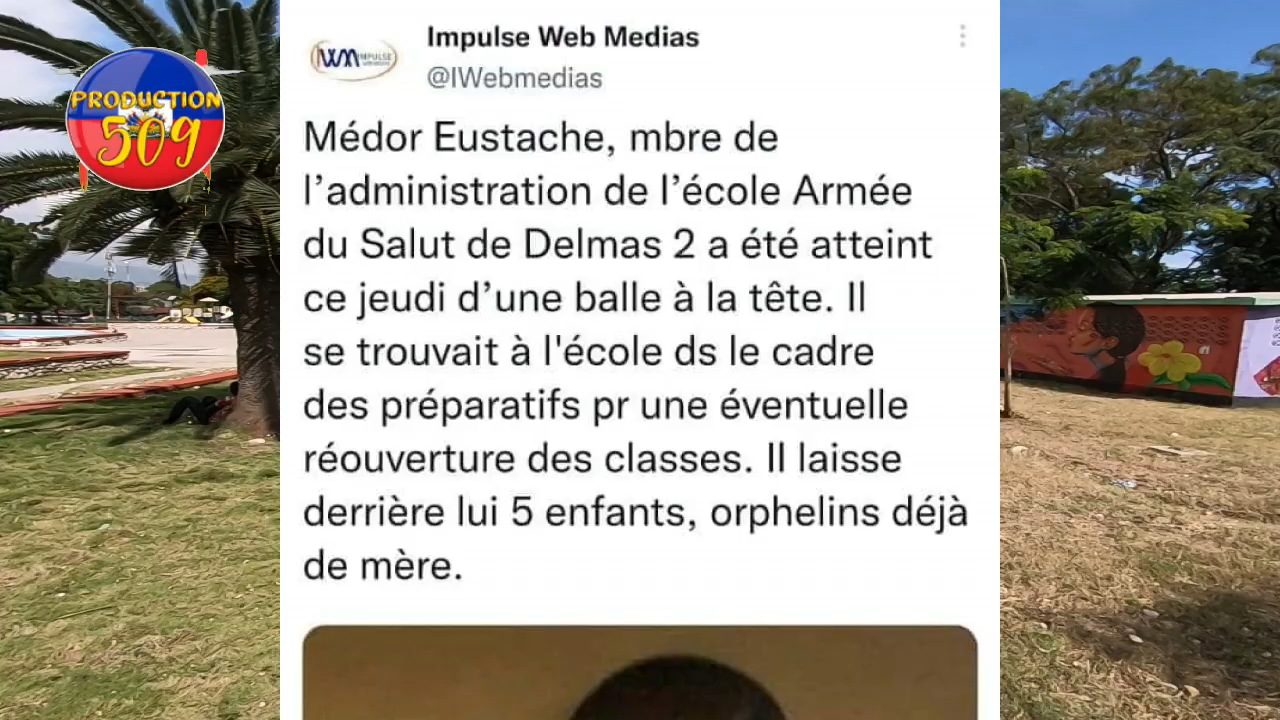 PRODUCTION
509
IWM IMPULSE
Impulse Web Medias
@IWebmedias
Médor Eustache, mbre de
l’administration de l’école Armée
du Salut de Delmas 2 a été atteint
ce jeudi d’une balle à la tête. Il
se trouvait à l'école ds le cadre
des préparatifs pr une éventuelle
réouverture des classes. Il laisse
derrière lui 5 enfants, orphelins déjà
de mère.